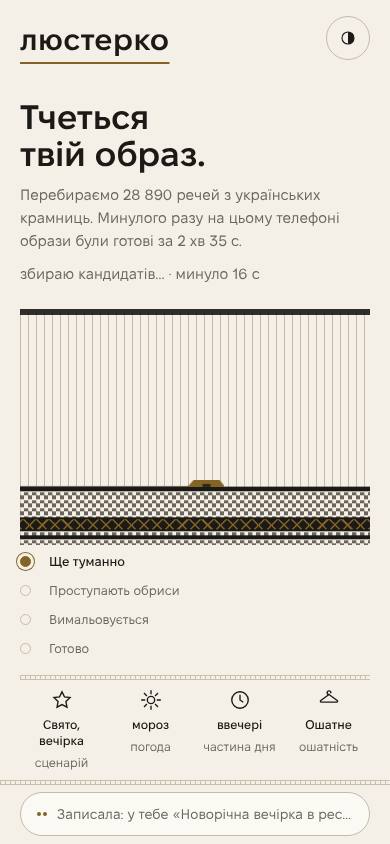 люстерко
Тчеться
твій образ.
Перебираємо 28 890 речей з українських
крамниць. Минулого разу на цьому телефоні
образи були готові за 2 хв 35 с.
збираю кандидатів… · минуло 16 с
Ще туманно
Проступають обриси
Вимальовується
Готово
Свято,
вечірка
сценарій
мороз
погода
ввечері
частина дня
Ошатне
ошатність
Записала: у тебе «Новорічна вечірка в рес…